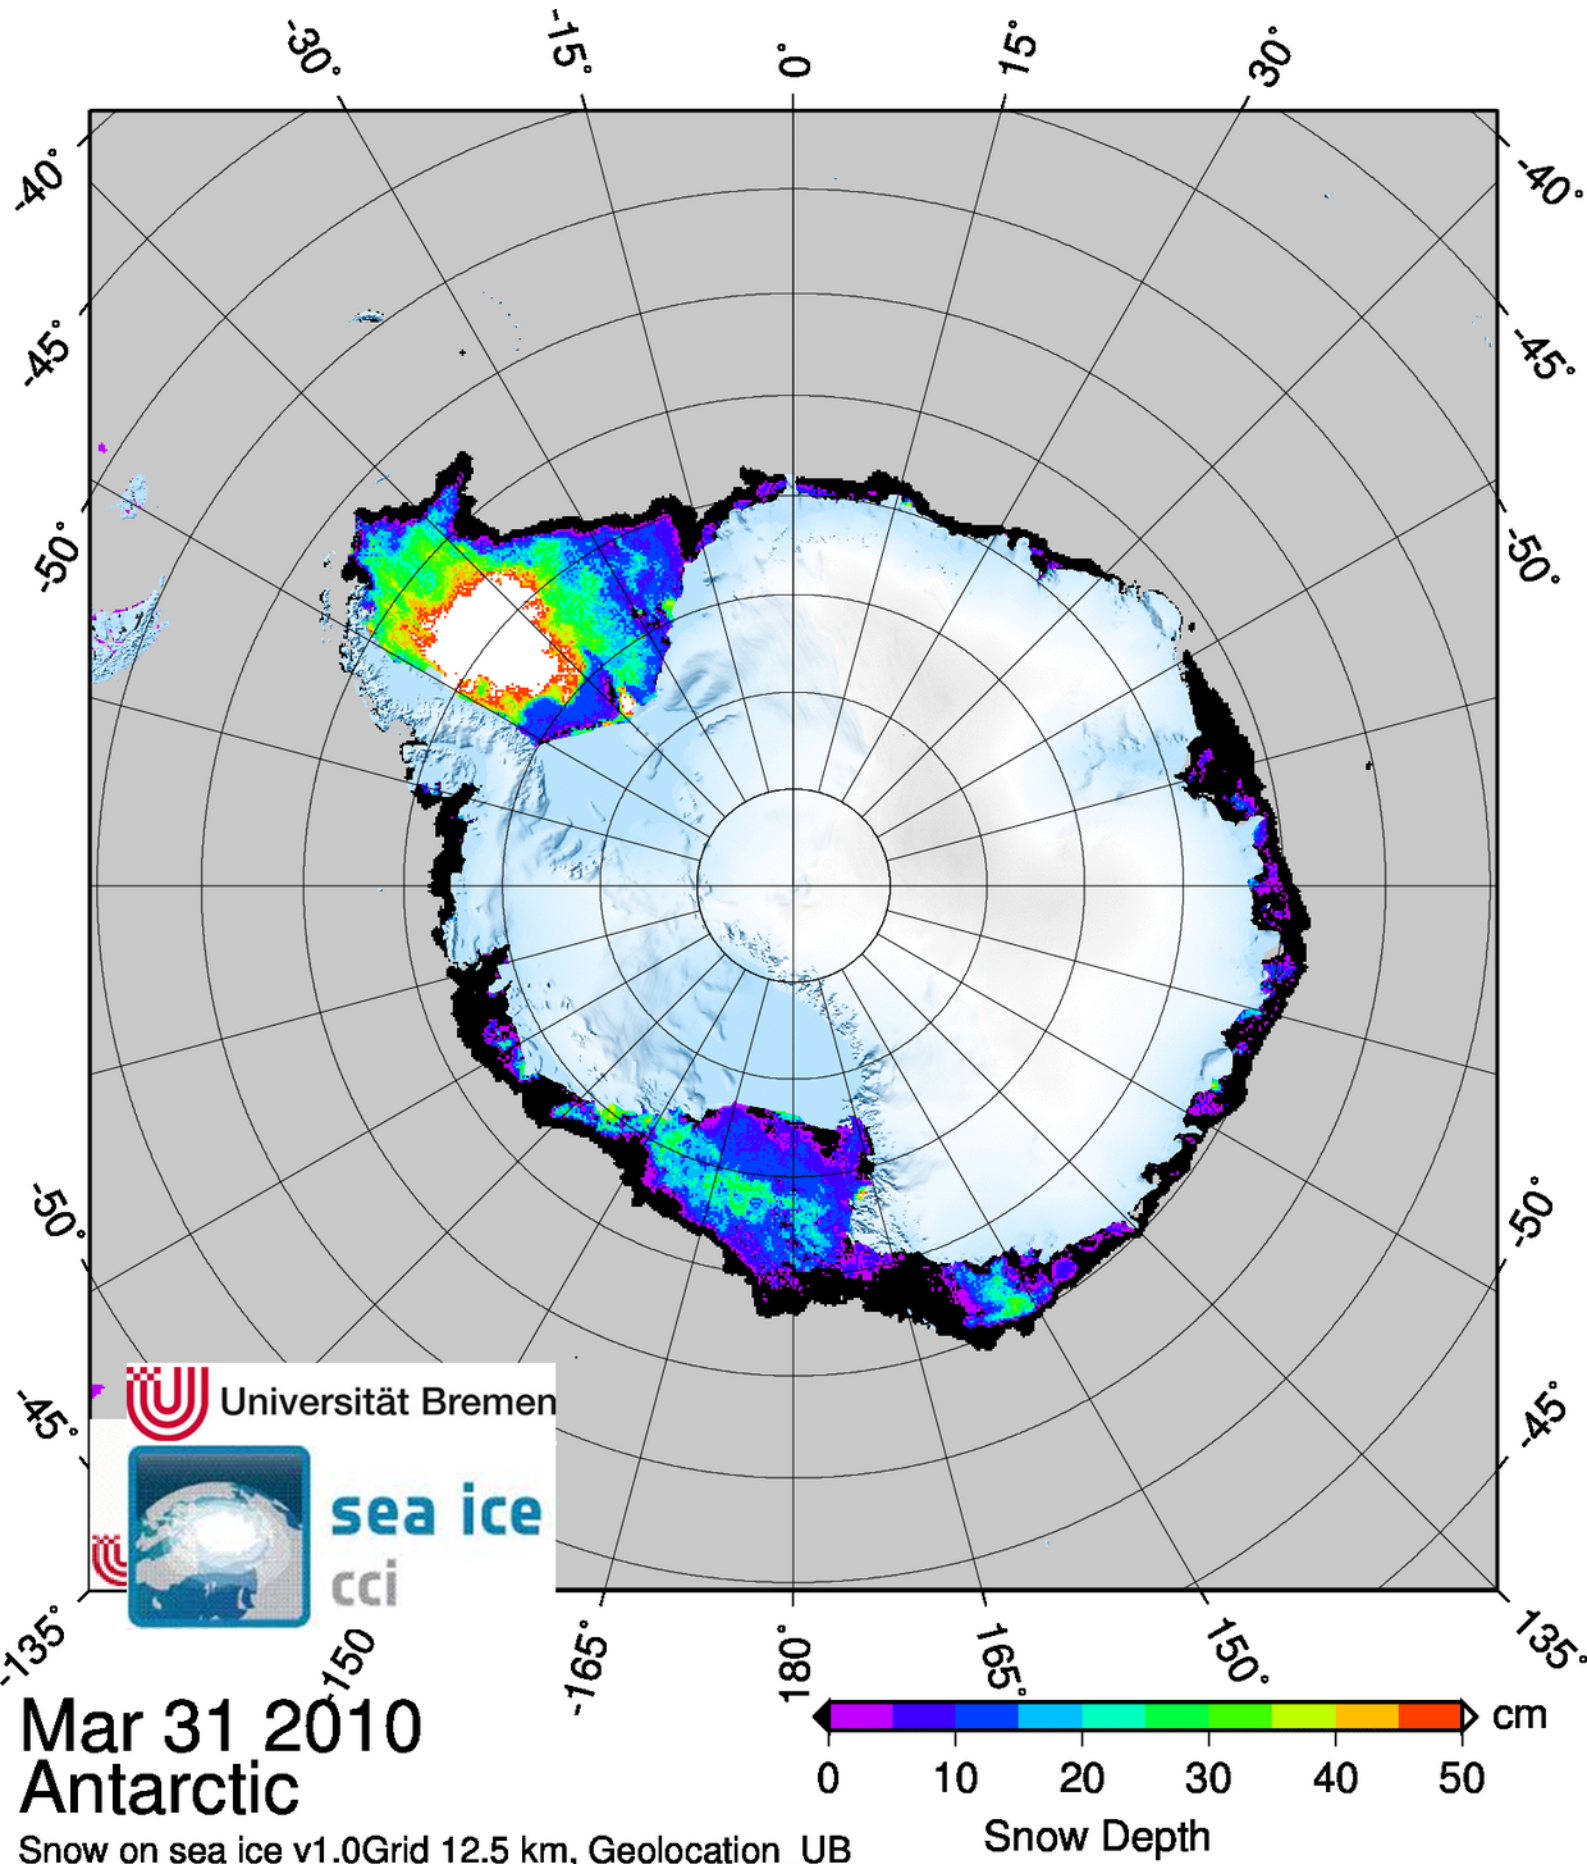 -30°
-15°
0°
15°
30°
-40°
-40°
-45°
-45°
-50°
-50°
-50°
-50°
-45°
-45°
Universität Bremen
sea ice
cci
-135°
-150
-165°
180°
165°
150°
135°
Mar 31 2010
Antarctic
Snow on sea ice v1.0Grid 12.5 km, Geolocation UB
cm
0 10 20 30 40 50
Snow Depth